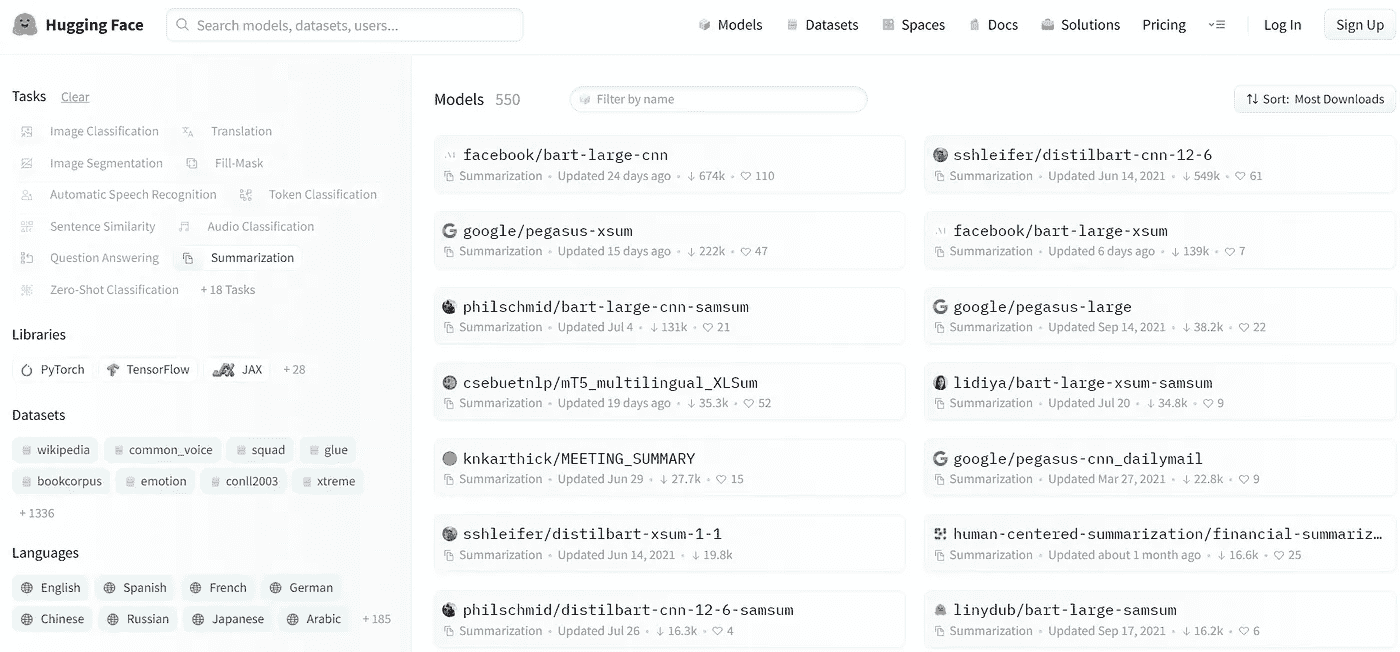 Hugging Face
Search models, datasets, users...
Models
Datasets
Spaces
Docs
Solutions
Pricing
Log In
Sign Up
Tasks Clear
Image Classification Translation
Image Segmentation Fill-Mask
Automatic Speech Recognition Token Classification
Sentence Similarity Audio Classification
Question Answering Summarization
Zero-Shot Classification + 18 Tasks
Libraries
PyTorch TensorFlow JAX + 28
Datasets
wikipedia common_voice squad glue
bookcorpus emotion conll2003 xtreme
+ 1336
Languages
English Spanish French German
Chinese Russian Japanese Arabic + 185
Models 550
Filter by name
Sort: Most Downloads
facebook/bart-large-cnn
Summarization • Updated 24 days ago • ↓ 674k • ♡ 110
sshleifer/distilbart-cnn-12-6
Summarization • Updated Jun 14, 2021 • ↓ 549k • ♡ 61
google/pegasus-xsum
Summarization • Updated 15 days ago • ↓ 222k • ♡ 47
facebook/bart-large-xsum
Summarization • Updated 6 days ago • ↓ 139k • ♡ 7
philschmid/bart-large-cnn-samsum
Summarization • Updated Jul 4 • ↓ 131k • ♡ 21
google/pegasus-large
Summarization • Updated Sep 14, 2021 • ↓ 38.2k • ♡ 22
csebuetnlp/mT5_multilingual_XLSum
Summarization • Updated 19 days ago • ↓ 35.3k • ♡ 52
lidiya/bart-large-xsum-samsum
Summarization • Updated Jul 20 • ↓ 34.8k • ♡ 9
knkarthick/MEETING_SUMMARY
Summarization • Updated Jun 29 • ↓ 27.7k • ♡ 15
google/pegasus-cnn_dailymail
Summarization • Updated Mar 27, 2021 • ↓ 22.8k • ♡ 9
sshleifer/distilbart-xsum-1-1
Summarization • Updated Jun 14, 2021 • ↓ 19.8k
human-centered-summarization/financial-summariz…
Summarization • Updated about 1 month ago • ↓ 16.6k • ♡ 25
philschmid/distilbart-cnn-12-6-samsum
Summarization • Updated Jul 26 • ↓ 16.3k • ♡ 4
linydub/bart-large-samsum
Summarization • Updated Sep 17, 2021 • ↓ 16.2k • ♡ 6